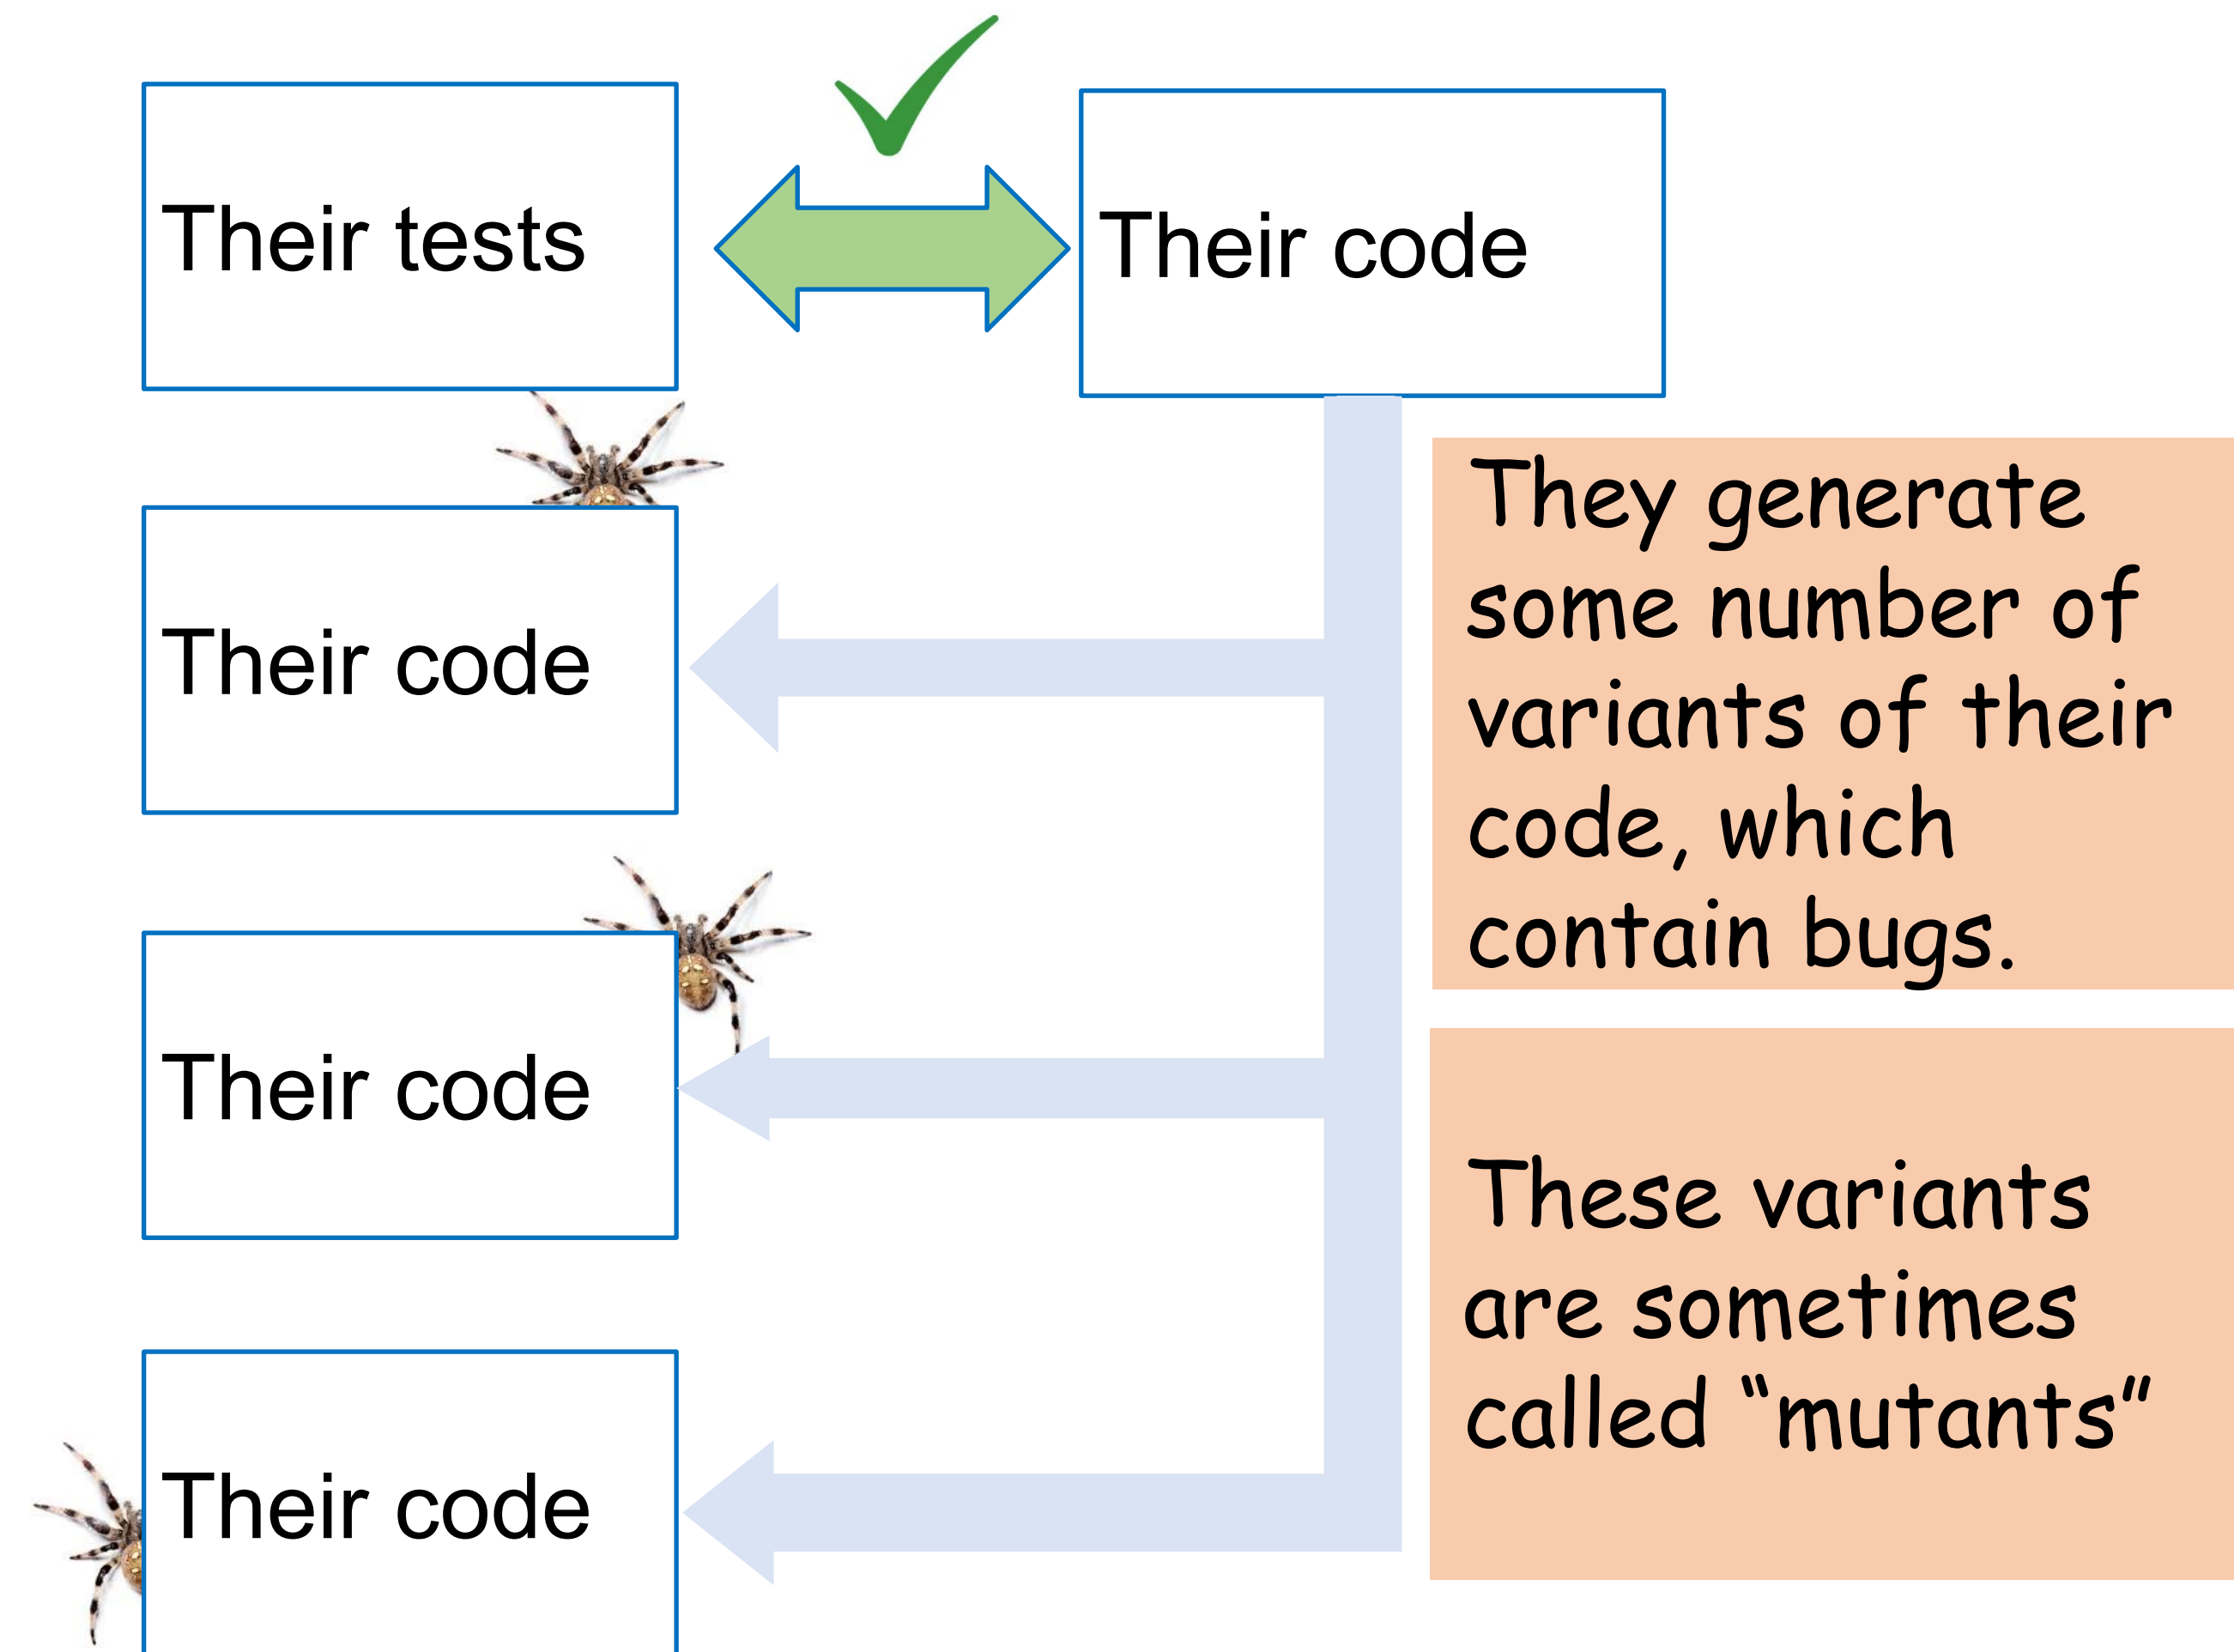 Their tests
Their code
Their code
They generate
some number of
variants of their
code, which
contain bugs.
Their code
These variants
are sometimes
called “mutants”
Their code